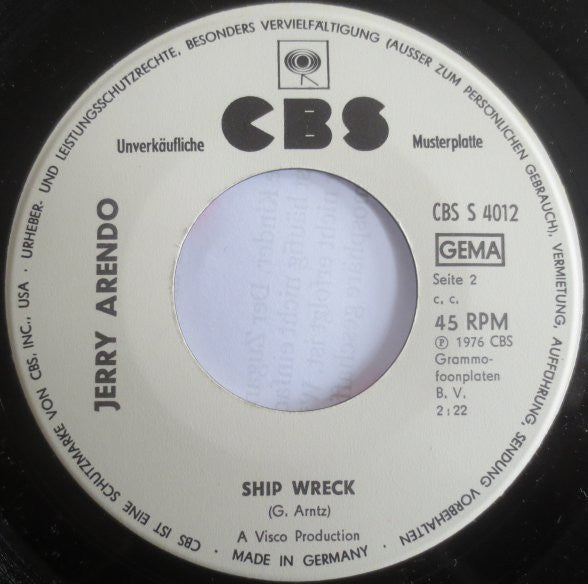 CBS IST EINE SCHUTZMARKE VON CBS, INC., USA · URHEBER- UND LEISTUNGSSCHUTZRECHTE, BESONDERS VERVIELFÄLTIGUNG (AUSSER ZUM PERSÖNLICHEN GEBRAUCH), VERMIETUNG, AUFFÜHRUNG, SENDUNG VORBEHALTEN
CBS
Unverkäufliche
Musterplatte
JERRY ARENDO
CBS S 4012
GEMA
Seite 2
c. c.
45 RPM
Ⓟ 1976 CBS
Grammo-
foonplaten
B. V.
2:22
SHIP WRECK
(G. Arntz)
A Visco Production
· MADE IN GERMANY ·